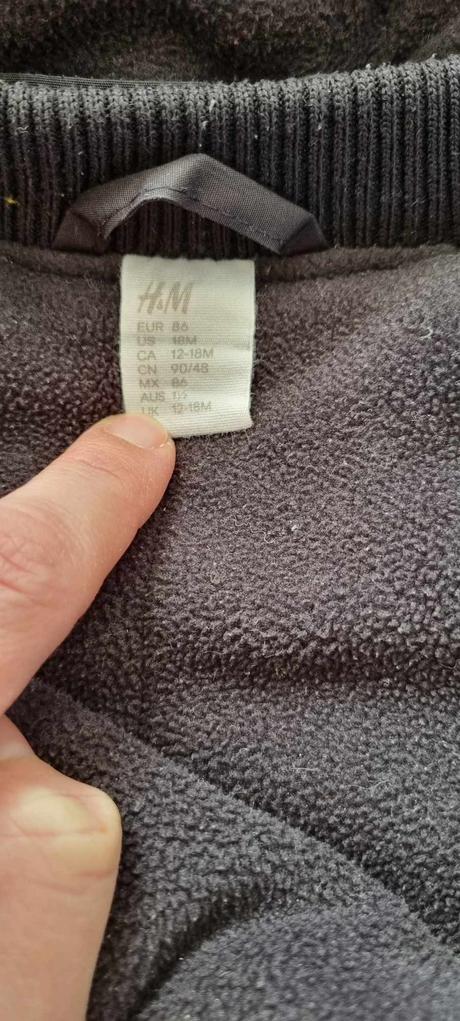 H&M
EUR 86
US 18M
CA 12-18M
CN 90/48
MX 86
AUS 1½
UK 12-18M